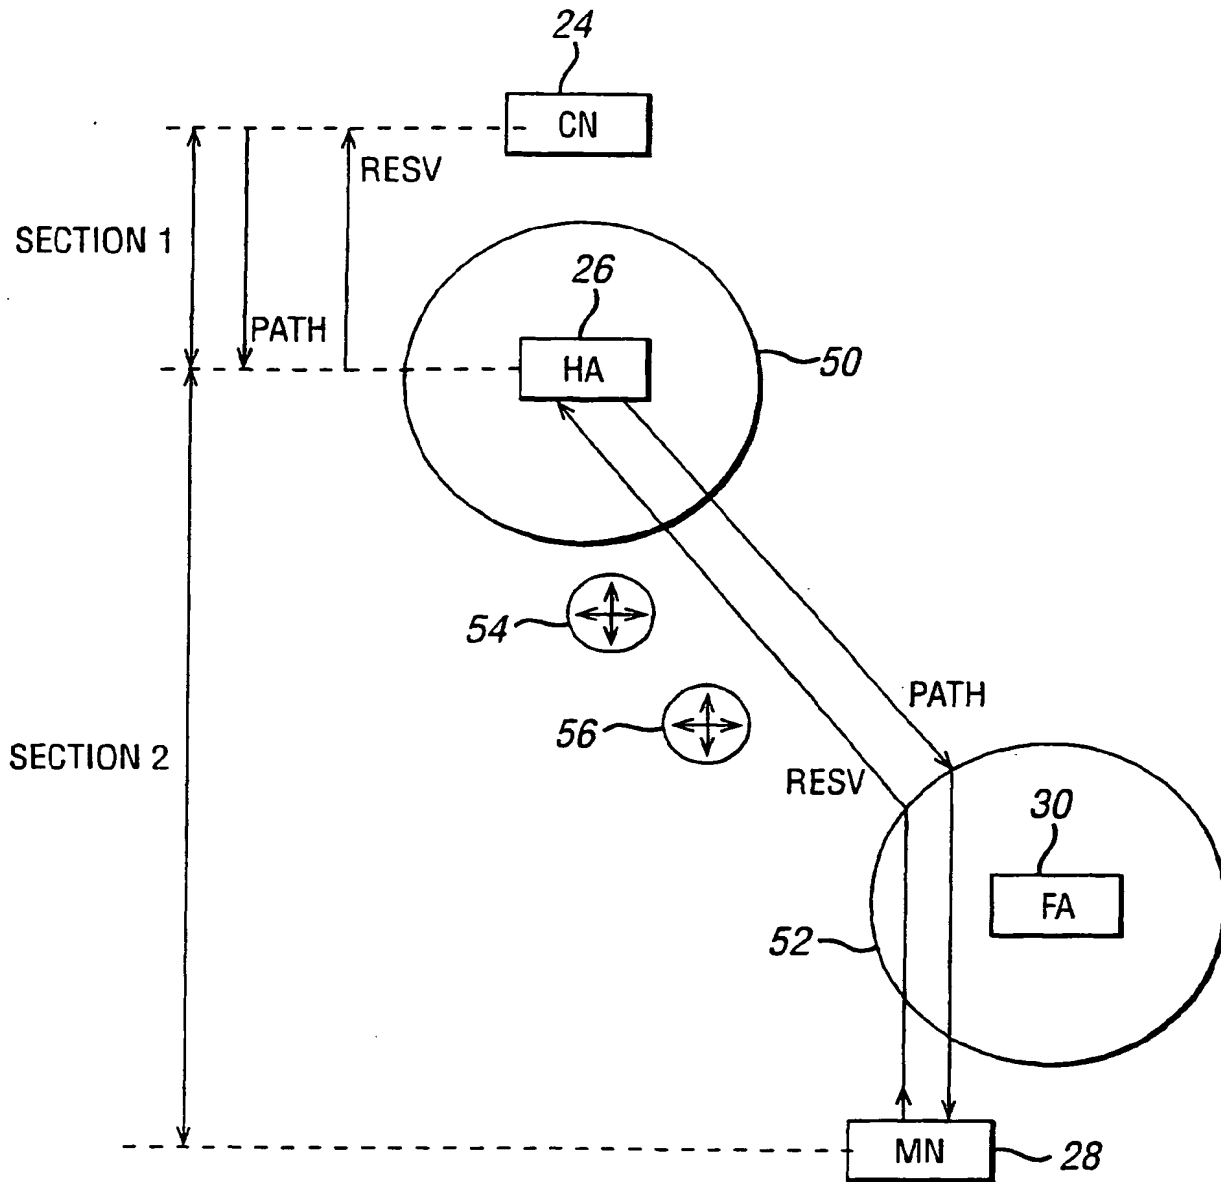 24
CN
RESV
SECTION 1
26
PATH
50
HA
54
PATH
56
SECTION 2
RESV
30
FA
52
MN
28